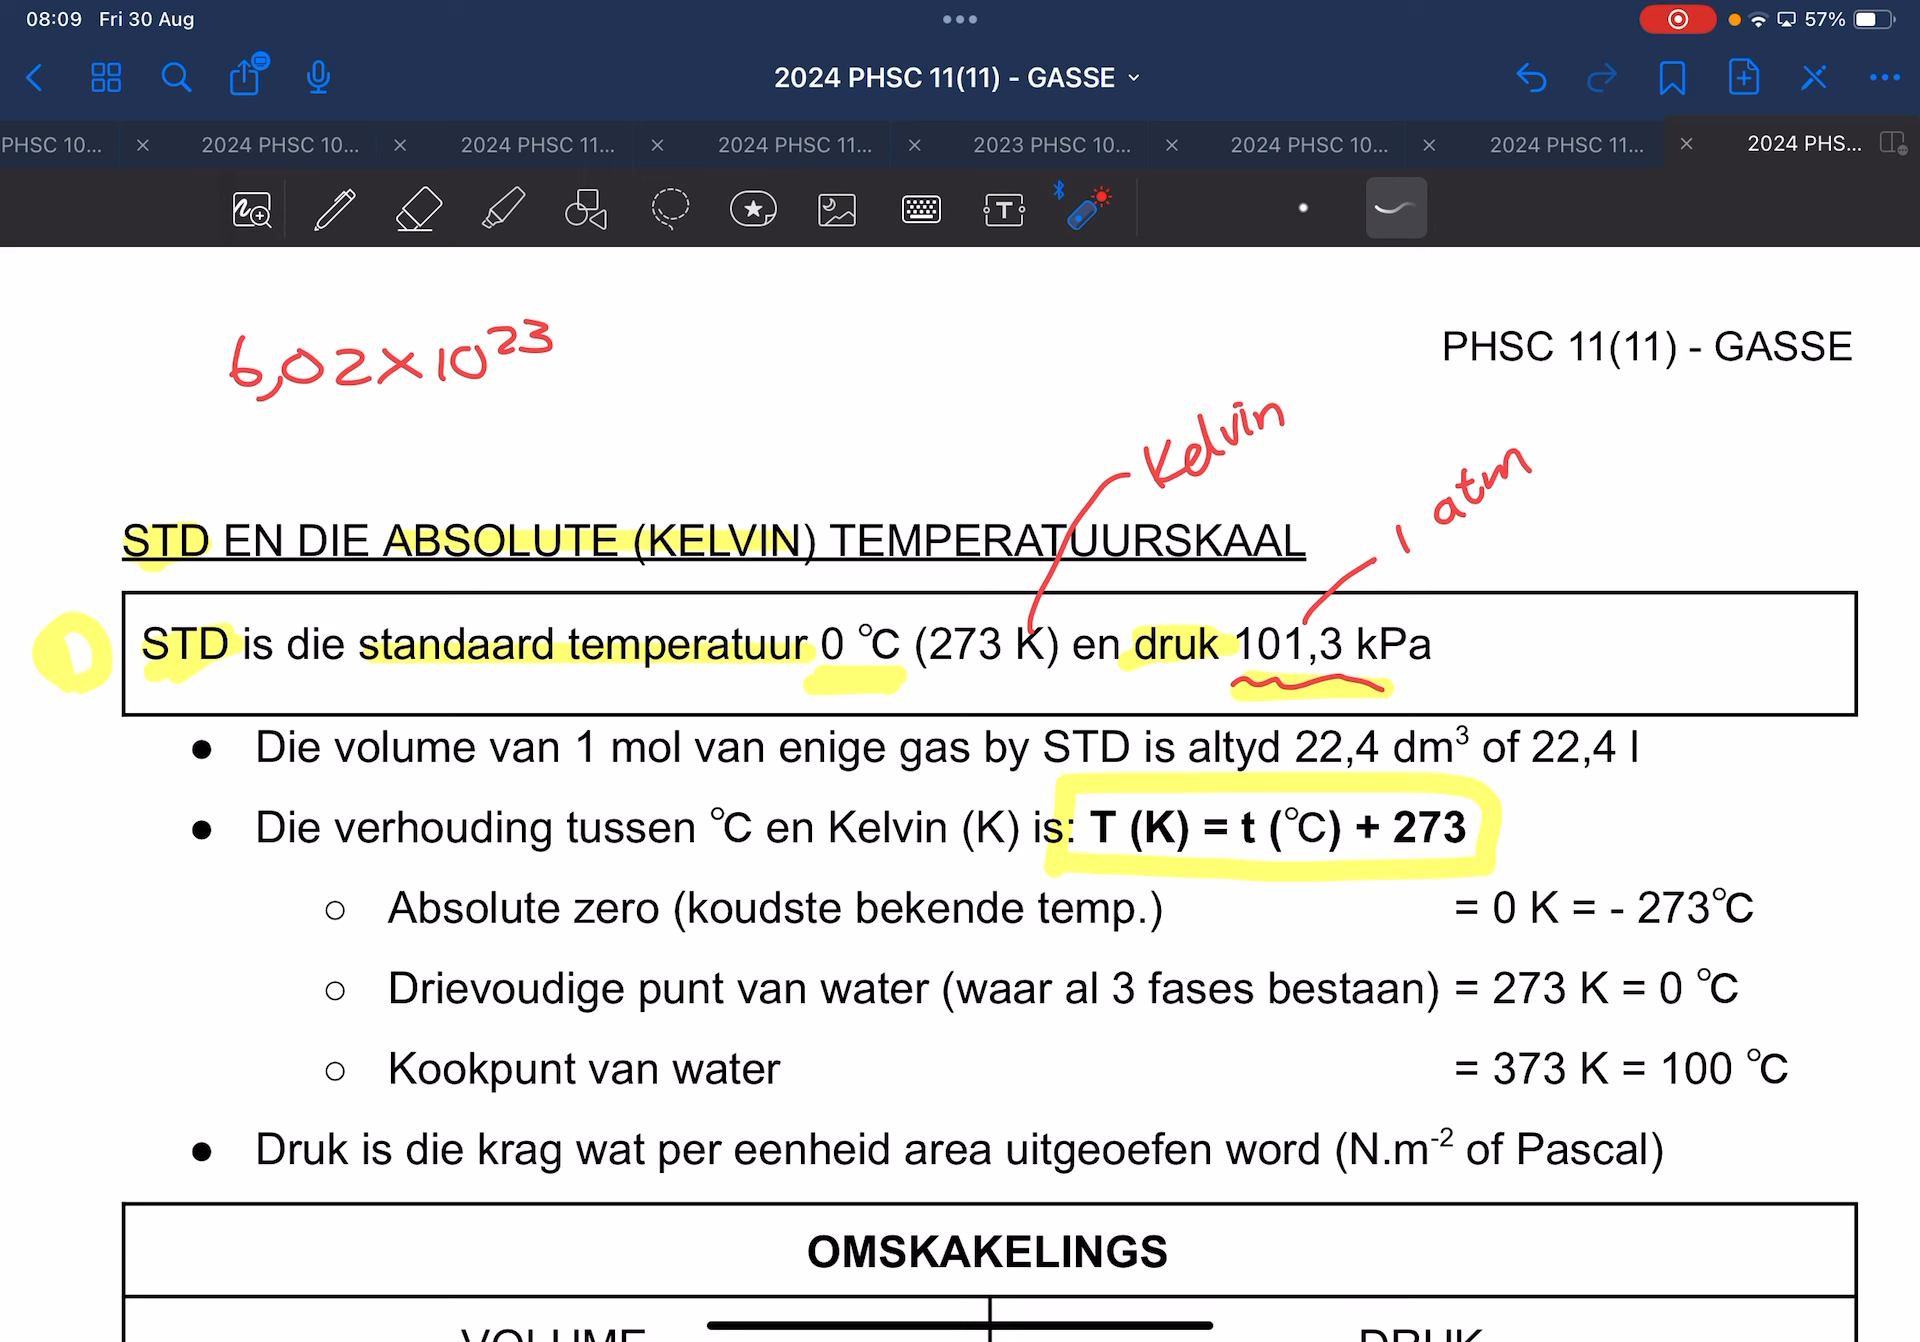 08:09 Fri 30 Aug
57%
2024 PHSC 11(11) - GASSE
PHSC 10... 2024 PHSC 10... 2024 PHSC 11... 2024 PHSC 11... 2023 PHSC 10... 2024 PHSC 10... 2024 PHSC 11... 2024 PHS...
6,02×10²³
PHSC 11(11) - GASSE
Kelvin
1 atm
STD EN DIE ABSOLUTE (KELVIN) TEMPERATUURSKAAL
D
STD is die standaard temperatuur 0 °C (273 K) en druk 101,3 kPa
● Die volume van 1 mol van enige gas by STD is altyd 22,4 dm³ of 22,4 l
● Die verhouding tussen °C en Kelvin (K) is: T (K) = t (°C) + 273
○ Absolute zero (koudste bekende temp.) = 0 K = - 273°C
○ Drievoudige punt van water (waar al 3 fases bestaan) = 273 K = 0 °C
○ Kookpunt van water = 373 K = 100 °C
● Druk is die krag wat per eenheid area uitgeoefen word (N.m⁻² of Pascal)
OMSKAKELINGS
VOLUME DRUK